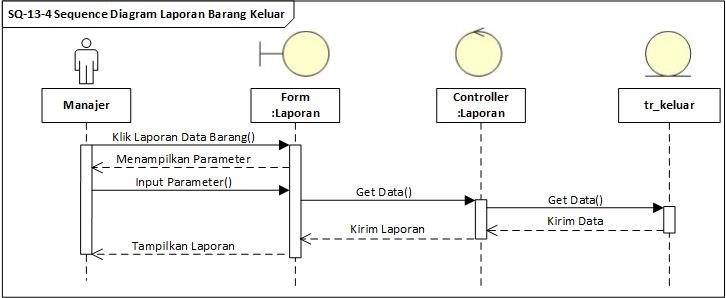 SQ-13-4 Sequence Diagram Laporan Barang Keluar
Manajer
Form
:Laporan
Controller
:Laporan
tr_keluar
Klik Laporan Data Barang()
Menampilkan Parameter
Input Parameter()
Get Data()
Get Data()
Kirim Data
Kirim Laporan
Tampilkan Laporan